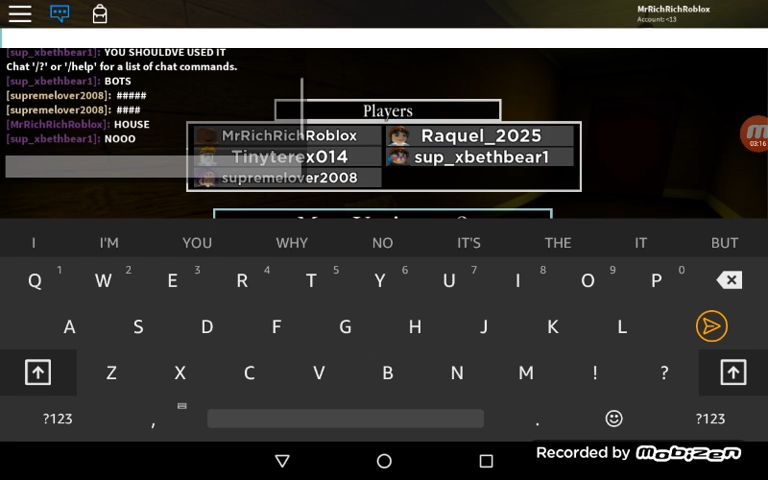 MrRichRichRoblox
Account: <13
[sup_xbethbear1]: YOU SHOULDVE USED IT
Chat '/?' or '/help' for a list of chat commands.
[sup_xbethbear1]: BOTS
[supremelover2008]: #####
[supremelover2008]: ####
[MrRichRichRoblox]: HOUSE
[sup_xbethbear1]: NOOO
Players
MrRichRichRoblox Raquel_2025
Tinyterex014 sup_xbethbear1
supremelover2008
03:16
I I'M YOU WHY NO IT'S THE IT BUT
Q 1 W 2 E 3 R 4 T 5 Y 6 U 7 I 8 O 9 P 0
A S D F G H J K L
Z X C V B N M ! ?
?123 , . ?123
Recorded by mobizen